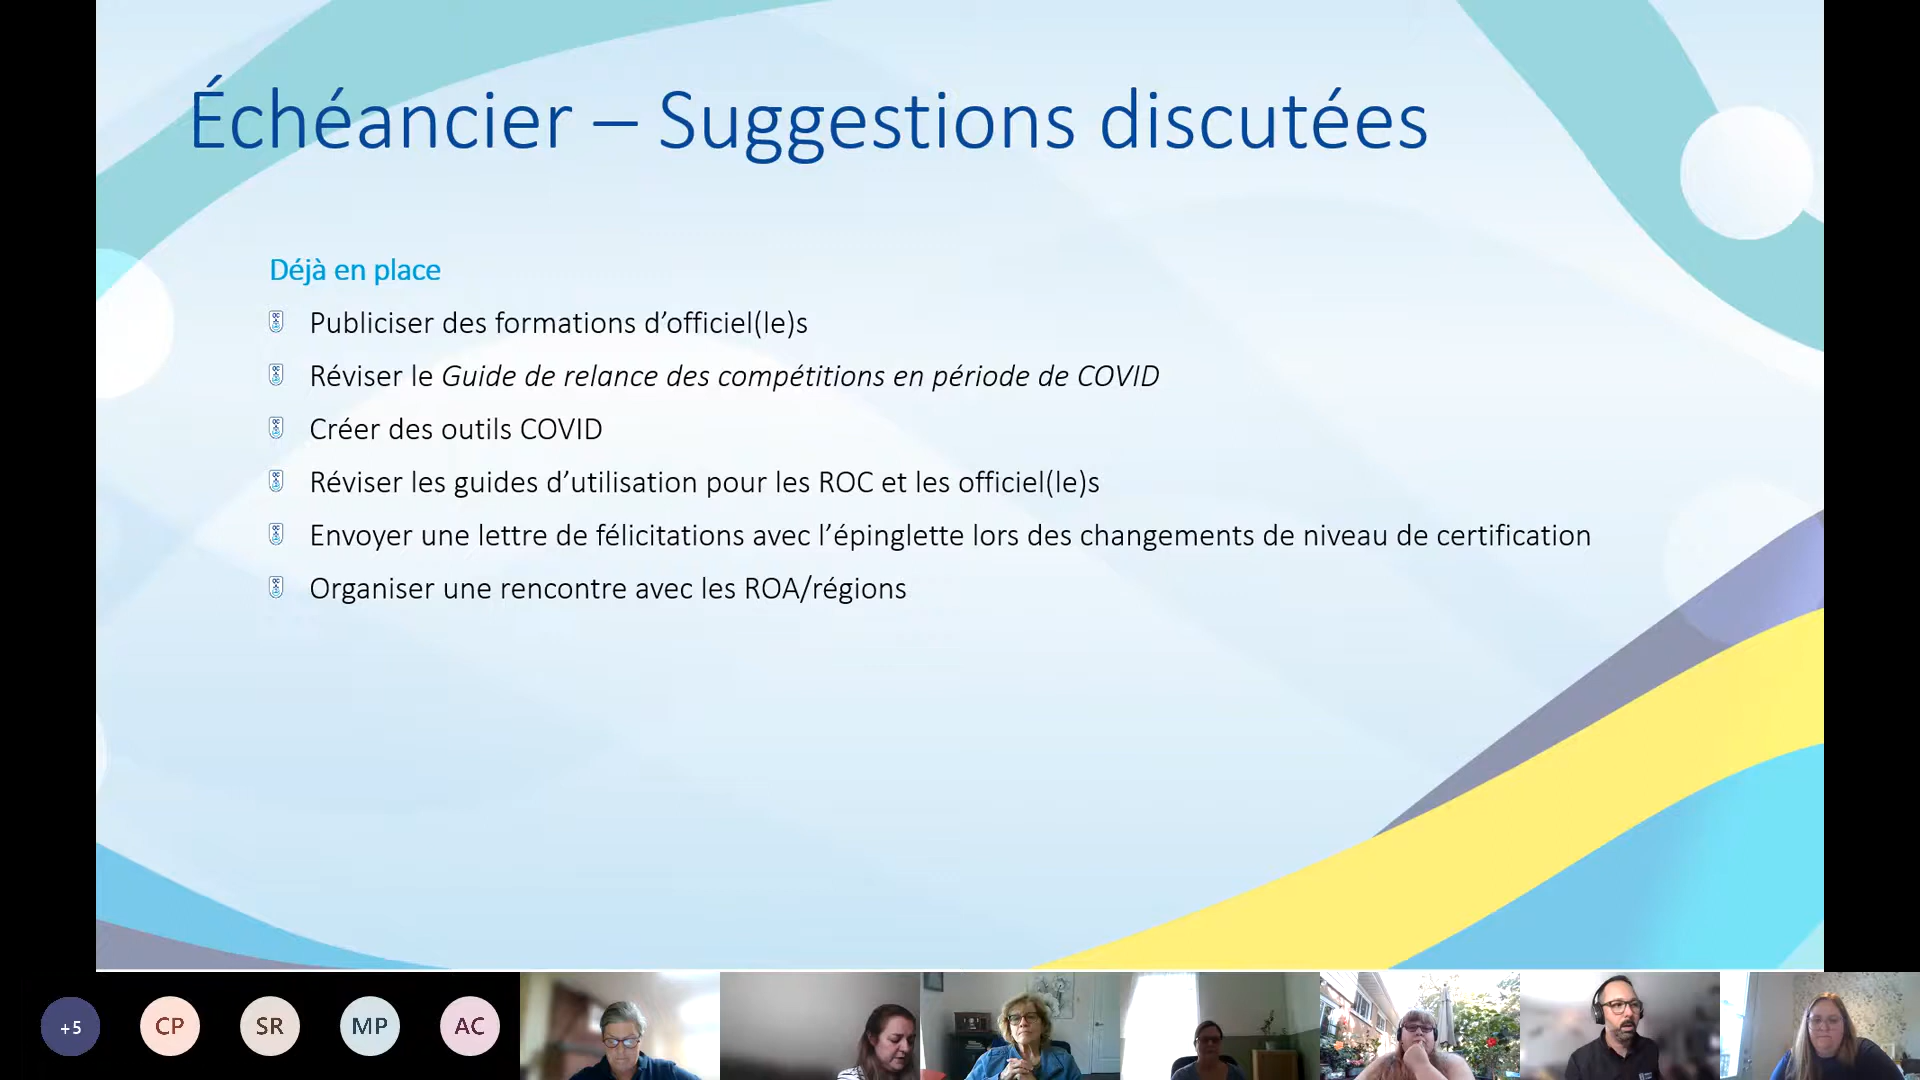 Échéancier – Suggestions discutées
Déjà en place
Publiciser des formations d’officiel(le)s
Réviser le Guide de relance des compétitions en période de COVID
Créer des outils COVID
Réviser les guides d’utilisation pour les ROC et les officiel(le)s
Envoyer une lettre de félicitations avec l’épinglette lors des changements de niveau de certification
Organiser une rencontre avec les ROA/régions
+5 CP SR MP AC